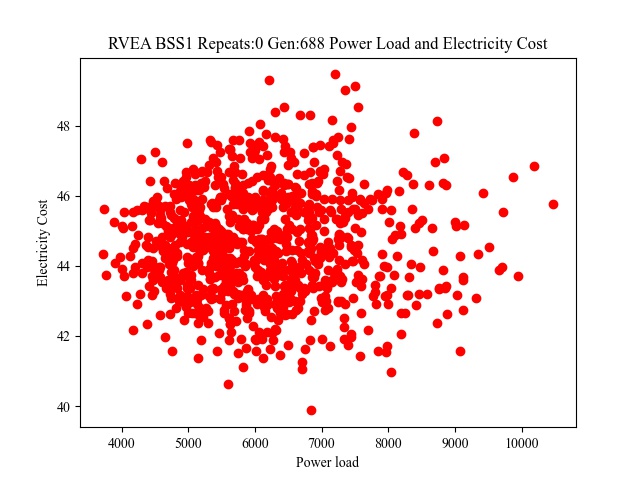 RVEA BSS1 Repeats:0 Gen:688 Power Load and Electricity Cost
48
46
44
42
40
Electricity Cost
4000 5000 6000 7000 8000 9000 10000
Power load